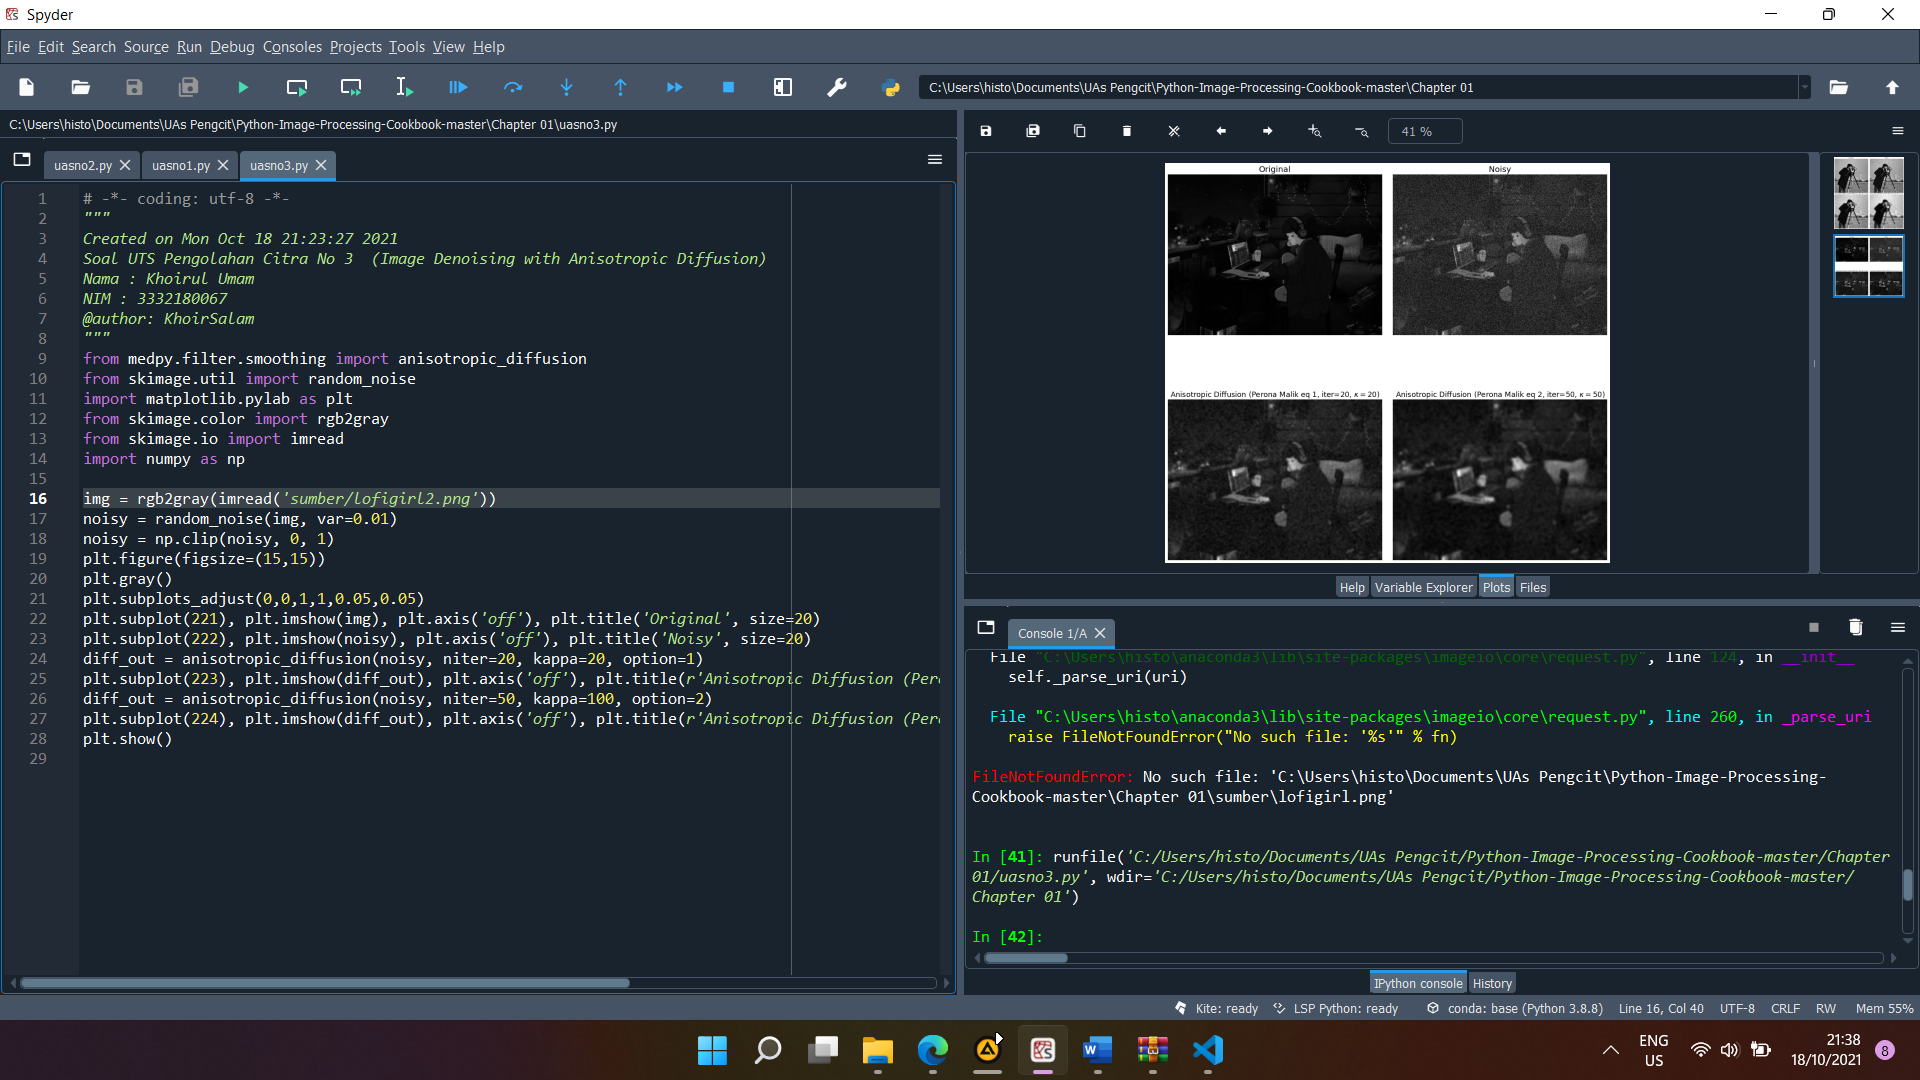 Spyder
File Edit Search Source Run Debug Consoles Projects Tools View Help
C:\Users\histo\Documents\UAs Pengcit\Python-Image-Processing-Cookbook-master\Chapter 01
C:\Users\histo\Documents\UAs Pengcit\Python-Image-Processing-Cookbook-master\Chapter 01\uasno3.py
uasno2.py uasno1.py uasno3.py
1 # -*- coding: utf-8 -*-
2 """
3 Created on Mon Oct 18 21:23:27 2021
4 Soal UTS Pengolahan Citra No 3  (Image Denoising with Anisotropic Diffusion)
5 Nama : Khoirul Umam
6 NIM : 3332180067
7 @author: KhoirSalam
8 """
9 from medpy.filter.smoothing import anisotropic_diffusion
10 from skimage.util import random_noise
11 import matplotlib.pylab as plt
12 from skimage.color import rgb2gray
13 from skimage.io import imread
14 import numpy as np
15
16 img = rgb2gray(imread('sumber/lofigirl2.png'))
17 noisy = random_noise(img, var=0.01)
18 noisy = np.clip(noisy, 0, 1)
19 plt.figure(figsize=(15,15))
20 plt.gray()
21 plt.subplots_adjust(0,0,1,1,0.05,0.05)
22 plt.subplot(221), plt.imshow(img), plt.axis('off'), plt.title('Original', size=20)
23 plt.subplot(222), plt.imshow(noisy), plt.axis('off'), plt.title('Noisy', size=20)
24 diff_out = anisotropic_diffusion(noisy, niter=20, kappa=20, option=1)
25 plt.subplot(223), plt.imshow(diff_out), plt.axis('off'), plt.title(r'Anisotropic Diffusion (Per
26 diff_out = anisotropic_diffusion(noisy, niter=50, kappa=100, option=2)
27 plt.subplot(224), plt.imshow(diff_out), plt.axis('off'), plt.title(r'Anisotropic Diffusion (Per
28 plt.show()
29
41 %
Original Noisy
Anisotropic Diffusion (Perona Malik eq 1, iter=20, κ = 20) Anisotropic Diffusion (Perona Malik eq 2, iter=50, κ = 50)
Help Variable Explorer Plots Files
Console 1/A
File "C:\Users\histo\anaconda3\lib\site-packages\imageio\core\request.py", line 124, in __init__
self._parse_uri(uri)
File "C:\Users\histo\anaconda3\lib\site-packages\imageio\core\request.py", line 260, in _parse_uri
raise FileNotFoundError("No such file: '%s'" % fn)
FileNotFoundError: No such file: 'C:\Users\histo\Documents\UAs Pengcit\Python-Image-Processing-
Cookbook-master\Chapter 01\sumber\lofigirl.png'
In [41]: runfile('C:/Users/histo/Documents/UAs Pengcit/Python-Image-Processing-Cookbook-master/Chapter
01/uasno3.py', wdir='C:/Users/histo/Documents/UAs Pengcit/Python-Image-Processing-Cookbook-master/
Chapter 01')
In [42]:
IPython console History
Kite: ready LSP Python: ready conda: base (Python 3.8.8) Line 16, Col 40 UTF-8 CRLF RW Mem 55%
ENG
US
21:38
18/10/2021
8